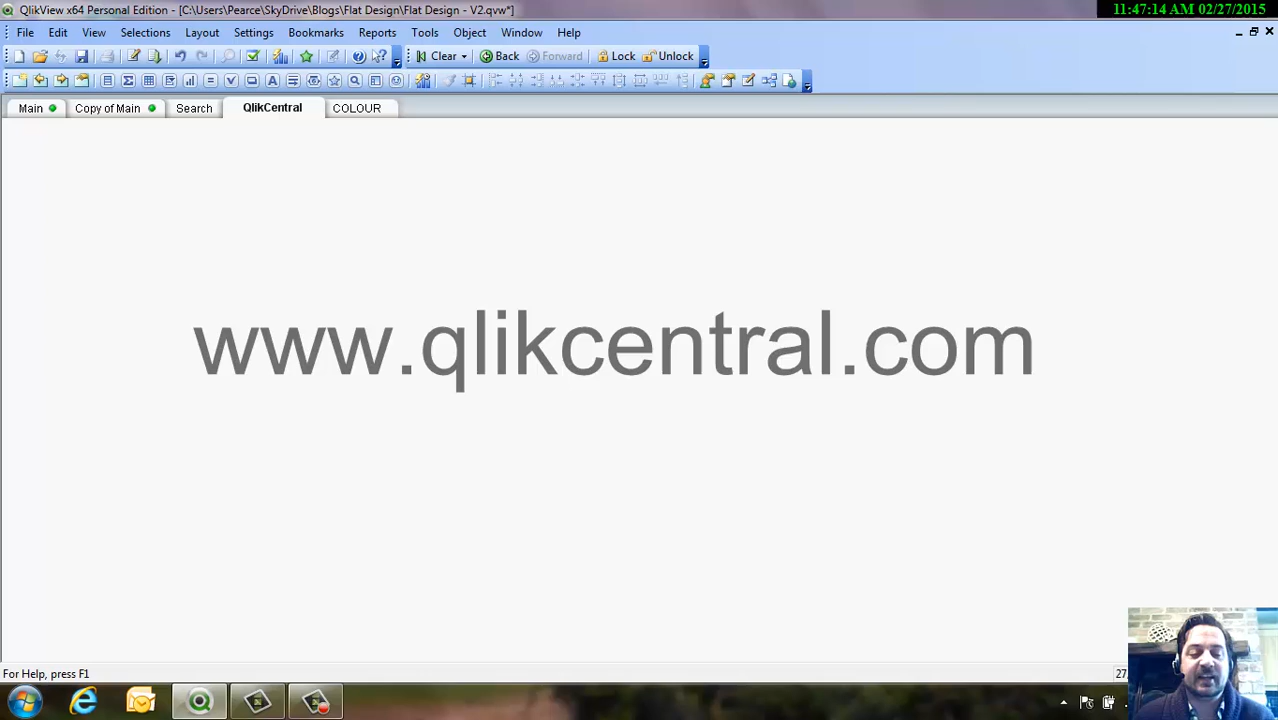 QlikView x64 Personal Edition - [C:\Users\Pearce\SkyDrive\Blogs\Flat Design\Flat Design - V2.qvw*]
11:47:14 AM 02/27/2015
File Edit View Selections Layout Settings Bookmarks Reports Tools Object Window Help
Clear Back Forward Lock Unlock
Main Copy of Main Search QlikCentral COLOUR
www.qlikcentral.com
For Help, press F1
27